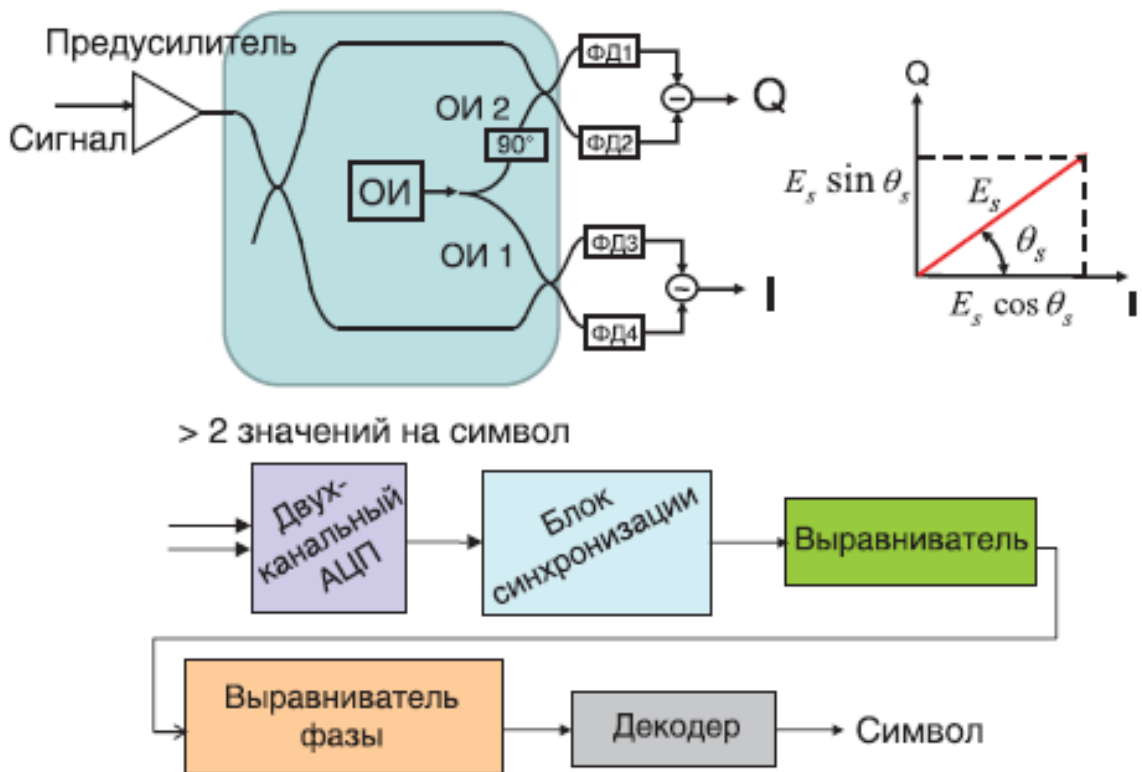 Предусилитель
Сигнал
ОИ 2
90°
ОИ
ОИ 1
ФД1
ФД2
Q
ФД3
ФД4
I
Q
E_s sin θ_s
E_s
θ_s
E_s cos θ_s
I
> 2 значений на символ
Двух-
канальный
АЦП
Блок
синхронизации
Выравниватель
Выравниватель
фазы
Декодер
Символ